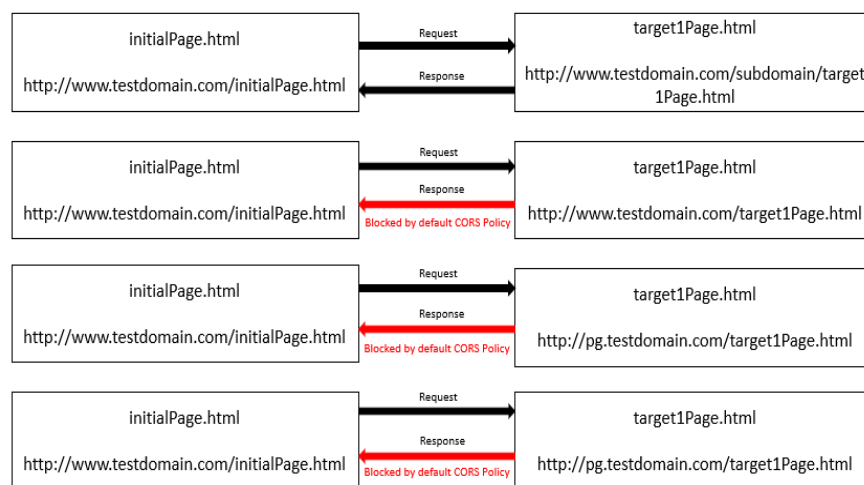 initialPage.html
http://www.testdomain.com/initialPage.html
Request
Response
target1Page.html
http://www.testdomain.com/subdomain/target
1Page.html
initialPage.html
http://www.testdomain.com/initialPage.html
Request
Response
Blocked by default CORS Policy
target1Page.html
http://www.testdomain.com/target1Page.html
initialPage.html
http://www.testdomain.com/initialPage.html
Request
Response
Blocked by default CORS Policy
target1Page.html
http://pg.testdomain.com/target1Page.html
initialPage.html
http://www.testdomain.com/initialPage.html
Request
Response
Blocked by default CORS Policy
target1Page.html
http://pg.testdomain.com/target1Page.html